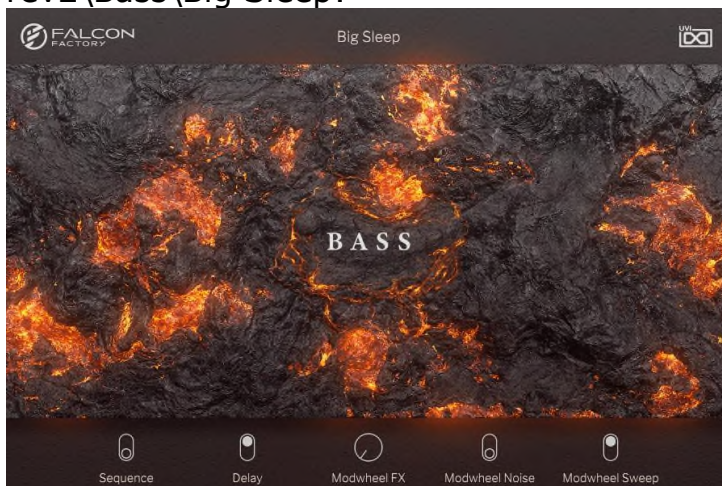 FALCON
FACTORY
Big Sleep
UVI
BASS
Sequence
Delay
Modwheel FX
Modwheel Noise
Modwheel Sweep